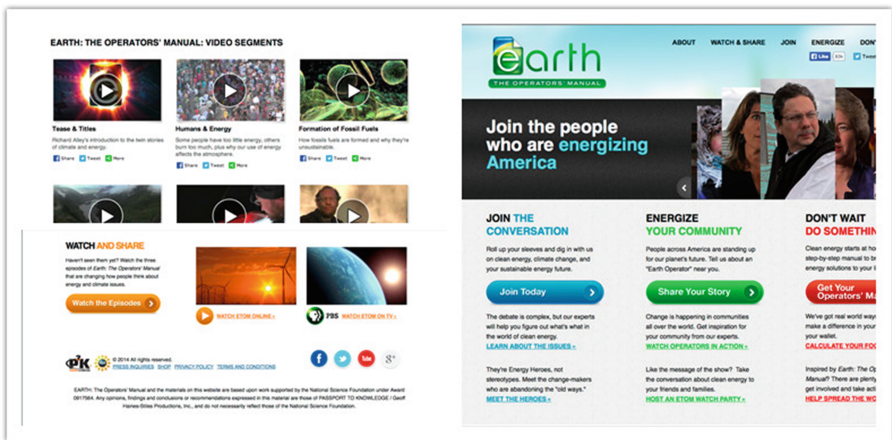 EARTH: THE OPERATORS' MANUAL: VIDEO SEGMENTS
Tease & Titles
Richard Alley's introduction to the twin stories
of climate and energy.
Share Tweet More
Humans & Energy
Some people have too little energy, others
burn too much, plus why our use of energy
affects the atmosphere.
Share Tweet More
Formation of Fossil Fuels
How fossils fuels are formed and why they're
unsustainable.
Share Tweet More
WATCH AND SHARE
Haven't seen them yet? Watch the three
episodes of Earth: The Operators' Manual
that are changing how people think about
energy and climate issues.
Watch the Episodes
WATCH ETOM ONLINE »
PBS WATCH ETOM ON TV »
P2K
© 2014 All rights reserved.
PRESS INQUIRIES SHOP PRIVACY POLICY TERMS AND CONDITIONS
EARTH: The Operators' Manual and the materials on this website are based upon work supported by the National Science Foundation under Award
0917564. Any opinions, findings and conclusions or recommendations expressed in this material are those of PASSPORT TO KNOWLEDGE / Geoff
Haines-Stiles Productions, Inc., and do not necessarily reflect those of the National Science Foundation.
earth
THE OPERATORS' MANUAL
ABOUT WATCH & SHARE JOIN ENERGIZE DON'
Like Tweet
Join the people
who are energizing
America
JOIN THE
CONVERSATION
Roll up your sleeves and dig in with us
on clean energy, climate change, and
your sustainable energy future.
Join Today
The debate is complex, but our experts
will help you figure out what's what in
the world of clean energy.
LEARN ABOUT THE ISSUES »
They're Energy Heroes, not
stereotypes. Meet the change-makers
who are abandoning the "old ways."
MEET THE HEROES »
ENERGIZE
YOUR COMMUNITY
People across America are standing up
for our planet's future. Tell us about an
"Earth Operator" near you.
Share Your Story
Change is happening in communities
all over the world. Get inspiration for
your community from our experts.
WATCH OPERATORS IN ACTION »
Like the message of the show? Take
the conversation about clean energy to
your friends and family.
HOST AN ETOM WATCH PARTY »
DON'T WAIT
DO SOMETHIN
Clean energy starts at ho
step-by-step manual to br
energy solutions to your l
Get Your
Operators' Ma
We've got real world way
make a difference in your
your wallet.
CALCULATE YOUR FOO
Inspired by Earth: The Op
Manual? There are plenty
get involved and take acti
HELP SPREAD THE WO